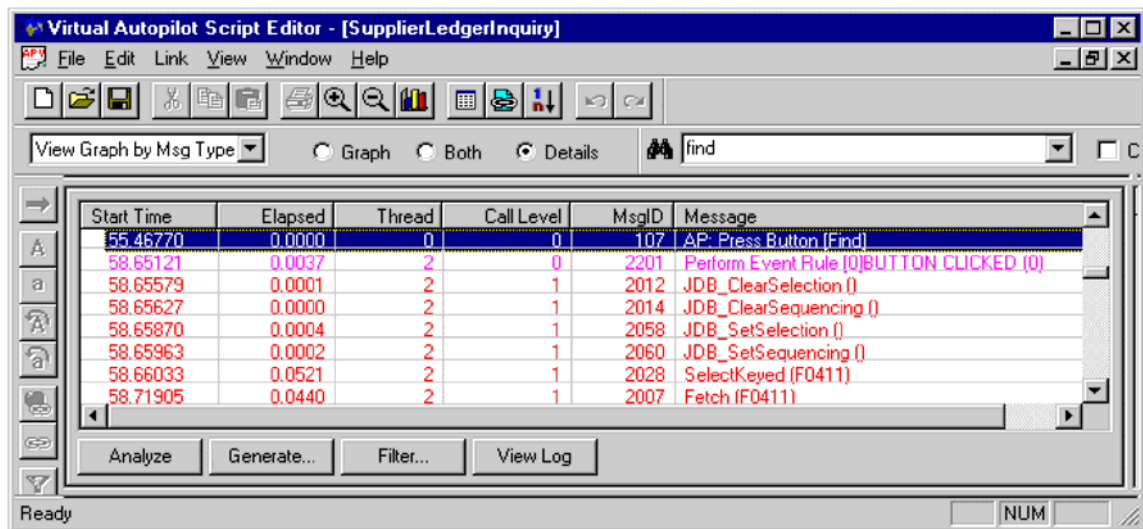 Virtual Autopilot Script Editor - [SupplierLedgerInquiry]
File Edit Link View Window Help
View Graph by Msg Type Graph Both Details find C
Start Time Elapsed Thread Call Level MsgID Message
55.46770 0.0000 0 0 107 AP: Press Button [Find]
58.65121 0.0037 2 0 2201 Perform Event Rule [0]BUTTON CLICKED (0)
58.65579 0.0001 2 1 2012 JDB_ClearSelection ()
58.65627 0.0000 2 1 2014 JDB_ClearSequencing ()
58.65870 0.0004 2 1 2058 JDB_SetSelection ()
58.65963 0.0002 2 1 2060 JDB_SetSequencing ()
58.66033 0.0521 2 1 2028 SelectKeyed (F0411)
58.71905 0.0440 2 1 2007 Fetch (F0411)
Analyze Generate... Filter... View Log
Ready NUM